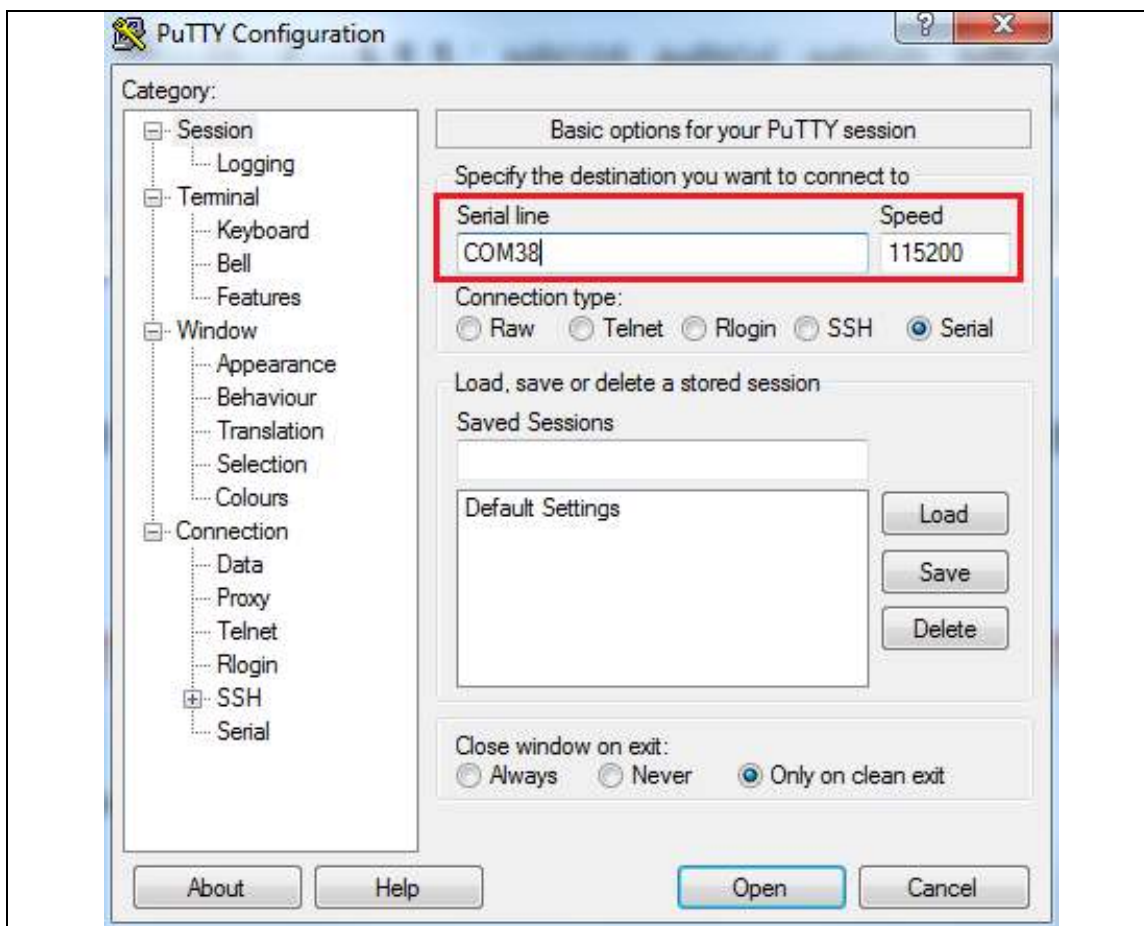 PuTTY Configuration
Category:
Session
Logging
Terminal
Keyboard
Bell
Features
Window
Appearance
Behaviour
Translation
Selection
Colours
Connection
Data
Proxy
Telnet
Rlogin
SSH
Serial
Basic options for your PuTTY session
Specify the destination you want to connect to
Serial line Speed
COM38 115200
Connection type:
Raw Telnet Rlogin SSH Serial
Load, save or delete a stored session
Saved Sessions
Default Settings
Load
Save
Delete
Close window on exit:
Always Never Only on clean exit
About Help Open Cancel